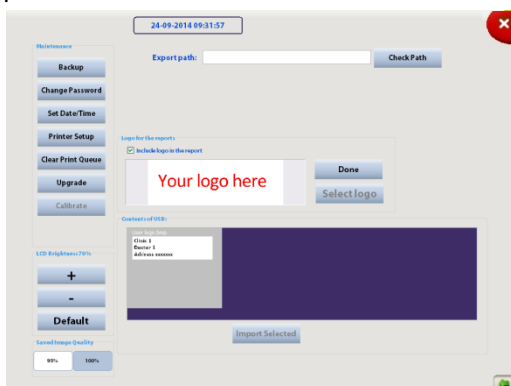 24-09-2014 09:31:57
Maintenance
Backup
Change Password
Set Date/Time
Printer Setup
Clear Print Queue
Upgrade
Calibrate
LCD Brightness 70%
+
-
Default
Saved Image Quality
90%
100%
Export path:
Check Path
Logo for the reports
Include logo in the report
Your logo here
Done
Select logo
Contents of USB:
Clinic 1
Doctor 1
Address xxxxxx
Import Selected